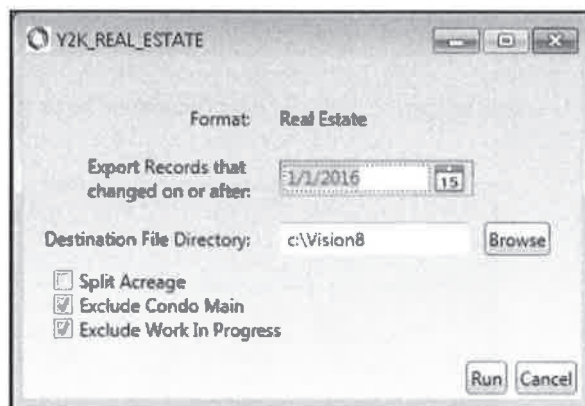 Y2K_REAL_ESTATE
Format: Real Estate
Export Records that
changed on or after: 1/1/2016 15
Destination File Directory: c:\Vision8 Browse
Split Acreage
Exclude Condo Main
Exclude Work In Progress
Run Cancel